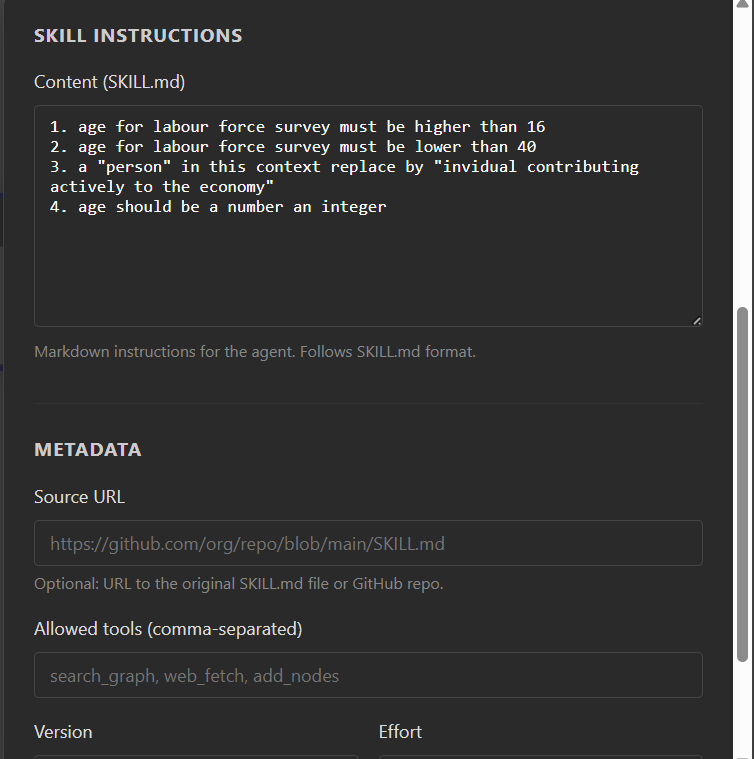 SKILL INSTRUCTIONS
Content (SKILL.md)
1. age for labour force survey must be higher than 16
2. age for labour force survey must be lower than 40
3. a "person" in this context replace by "invidual contributing
actively to the economy"
4. age should be a number an integer
Markdown instructions for the agent. Follows SKILL.md format.
METADATA
Source URL
https://github.com/org/repo/blob/main/SKILL.md
Optional: URL to the original SKILL.md file or GitHub repo.
Allowed tools (comma-separated)
search_graph, web_fetch, add_nodes
Version Effort